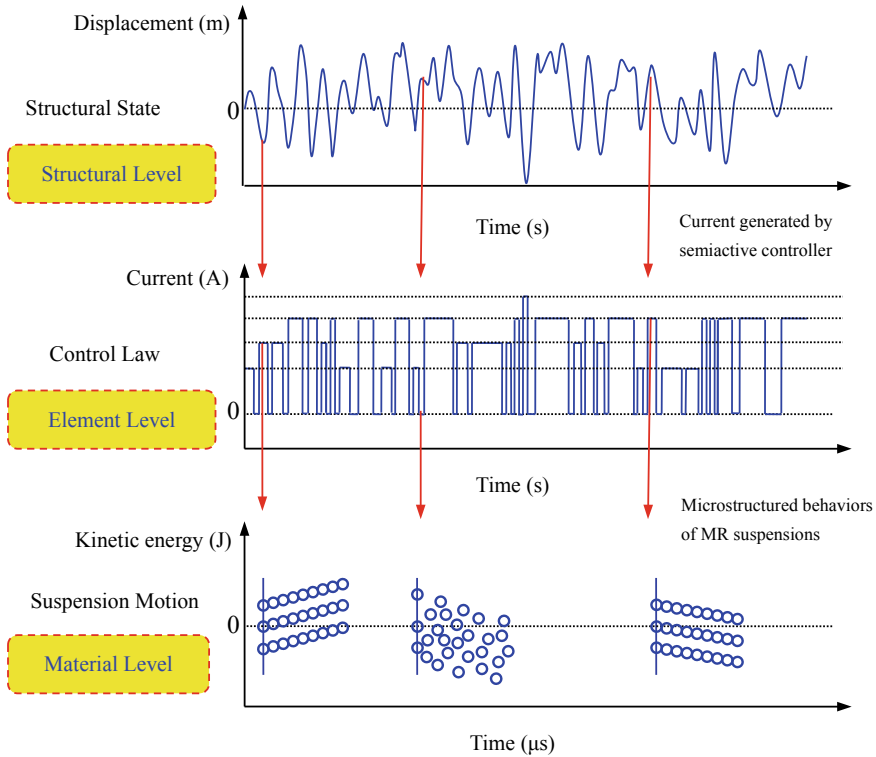 Displacement (m)
Structural State
0
Structural Level
Time (s)
Current generated by
semiactive controller
Current (A)
Control Law
0
Element Level
Time (s)
Microstructured behaviors
of MR suspensions
Kinetic energy (J)
Suspension Motion
0
Material Level
Time (μs)